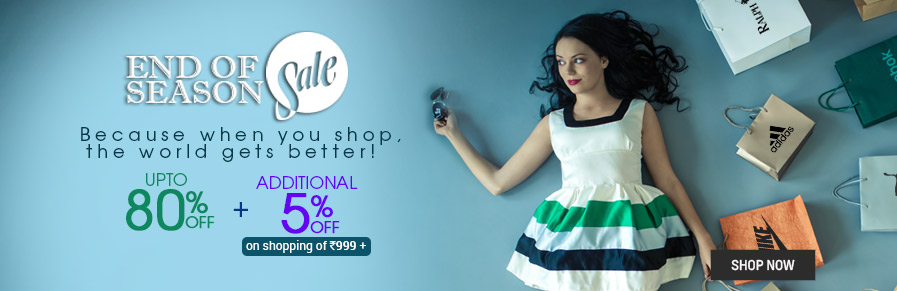 END OF
SEASON
Sale
Because when you shop,
the world gets better!
UPTO
80% OFF
+
ADDITIONAL
5% OFF
on shopping of ₹999 +
RALPH
adidas
NIKE
SHOP NOW